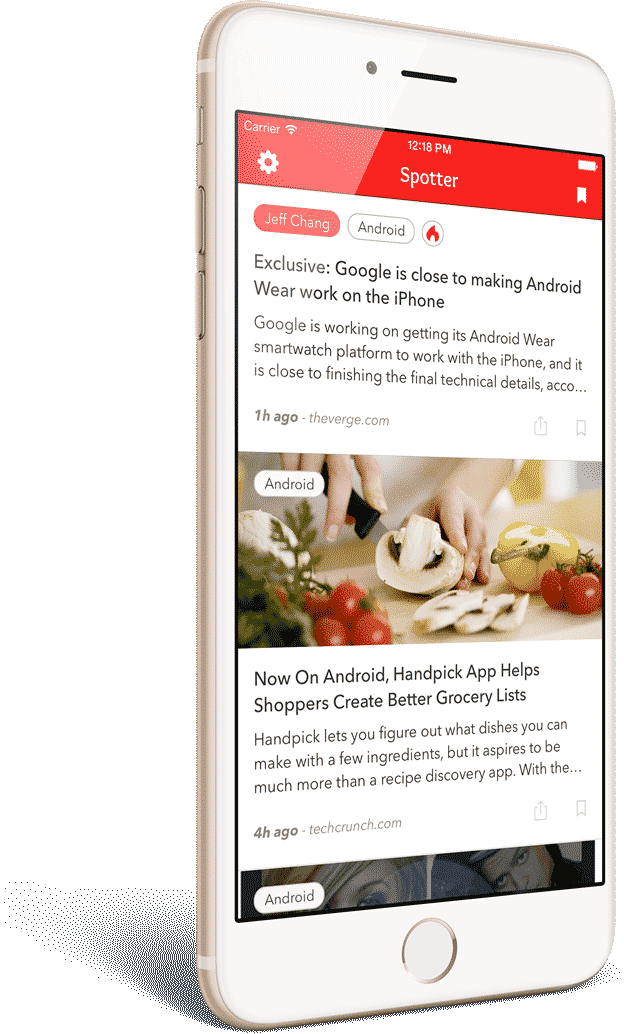 Carrier
12:18 PM
Spotter
Jeff Chang
Android
Exclusive: Google is close to making Android
Wear work on the iPhone
Google is working on getting its Android Wear
smartwatch platform to work with the iPhone, and it
is close to finishing the final technical details, acco...
1h ago - theverge.com
Android
Now On Android, Handpick App Helps
Shoppers Create Better Grocery Lists
Handpick lets you figure out what dishes you can
make with a few ingredients, but it aspires to be
much more than a recipe discovery app. With the...
4h ago - techcrunch.com
Android